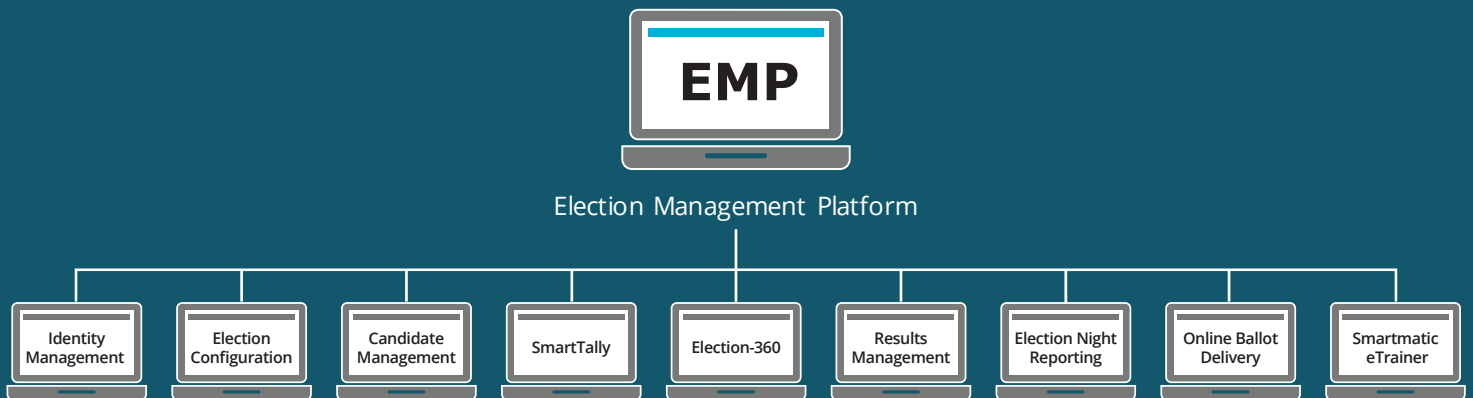 EMP
Election Management Platform
Identity
Management
Election
Configuration
Candidate
Management
SmartTally
Election-360
Results
Management
Election Night
Reporting
Online Ballot
Delivery
Smartmatic
eTrainer